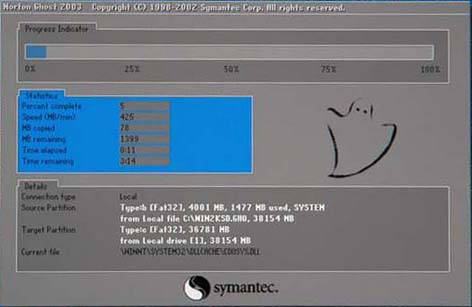 Norton Ghost 2003   Copyright (C) 1998-2002 Symantec Corp. All rights reserved.
Progress Indicator
0% 25% 50% 75% 100%
Statistics
Percent complete 5
Speed (MB/min) 425
MB copied 78
MB remaining 1399
Time elapsed 0:11
Time remaining 3:14
Details
Connection type Local
Source Partition Type:b [Fat32], 4001 MB, 1477 MB used, SYSTEM
from Local file C:\WIN2KSB.GHO, 38154 MB
Target Partition Type:c [Fat32], 36781 MB
from Local drive [1], 38154 MB
Current file \WINNT\SYSTEM32\DLLCACHE\CDOSYS.DLL
symantec.